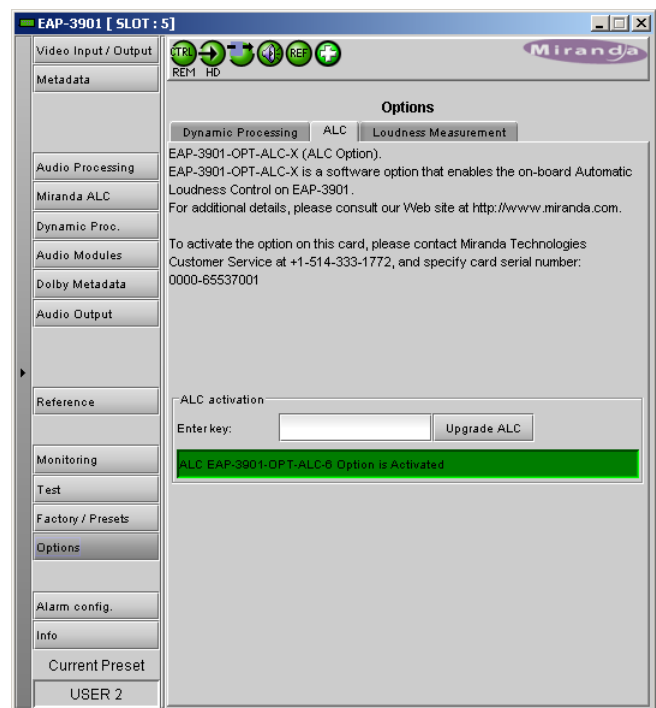 EAP-3901 [ SLOT : 5]
Video Input / Output
Metadata
Audio Processing
Miranda ALC
Dynamic Proc.
Audio Modules
Dolby Metadata
Audio Output
Reference
Monitoring
Test
Factory / Presets
Options
Alarm config.
Info
Current Preset
USER 2
CTRL
REF
REM HD
Miranda
Options
Dynamic Processing ALC Loudness Measurement
EAP-3901-OPT-ALC-X (ALC Option).
EAP-3901-OPT-ALC-X is a software option that enables the on-board Automatic
Loudness Control on EAP-3901.
For additional details, please consult our Web site at http://www.miranda.com.
To activate the option on this card, please contact Miranda Technologies
Customer Service at +1-514-333-1772, and specify card serial number:
0000-65537001
ALC activation
Enter key:
Upgrade ALC
ALC EAP-3901-OPT-ALC-6 Option is Activated